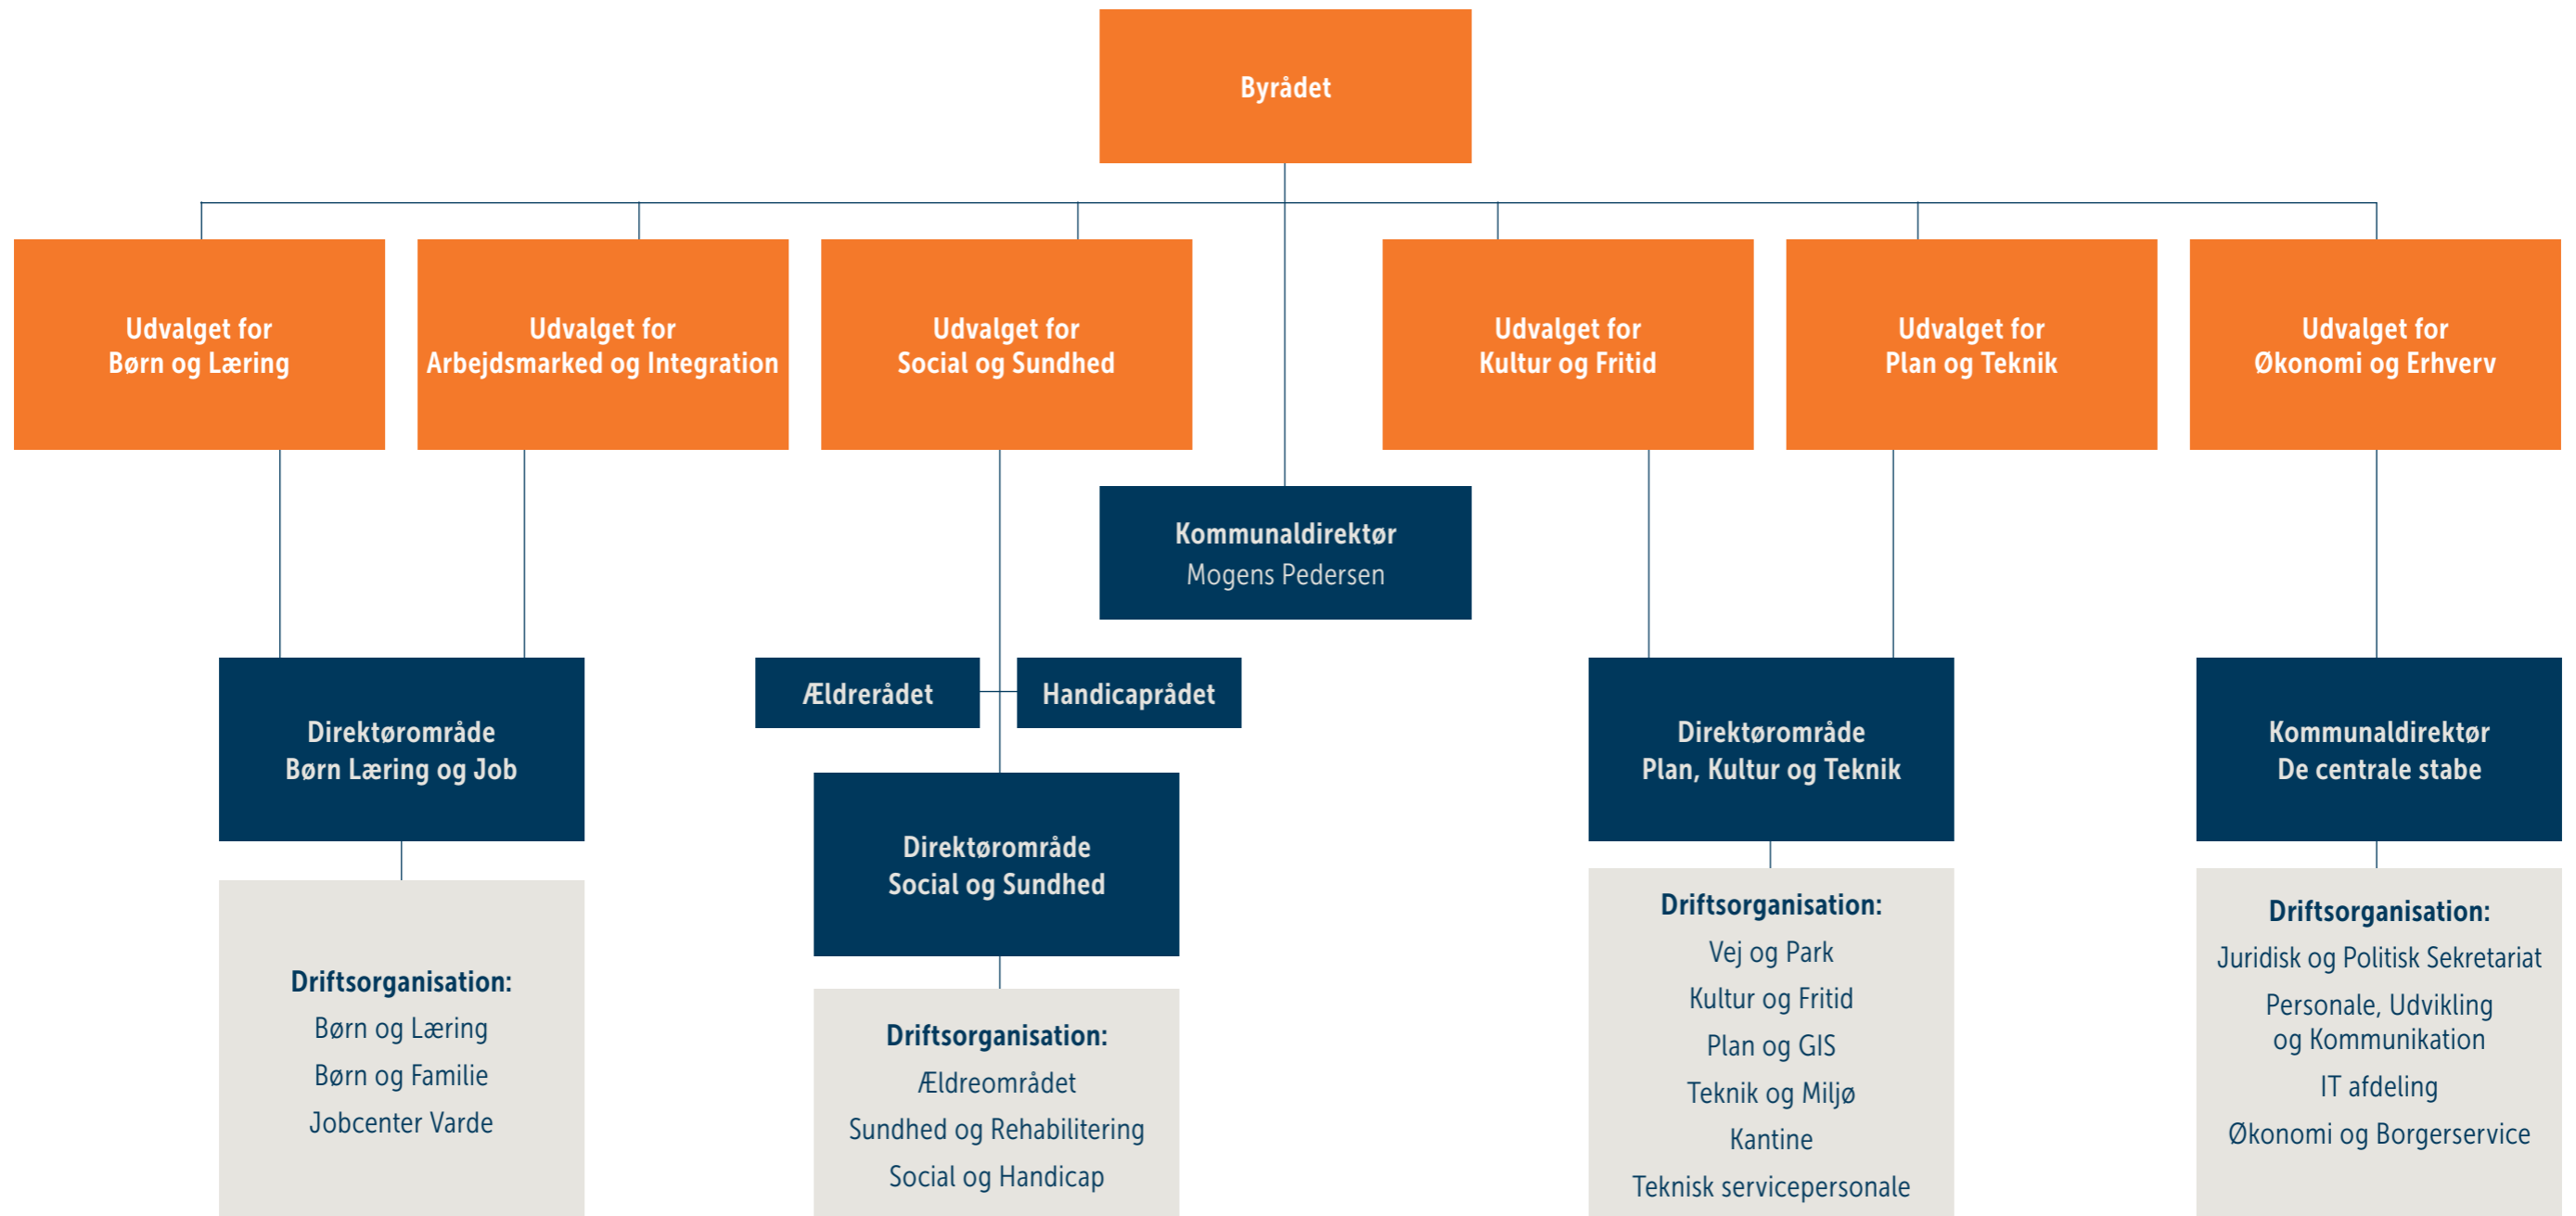 Byrådet
Udvalget for
Børn og Læring
Udvalget for
Arbejdsmarked og Integration
Udvalget for
Social og Sundhed
Udvalget for
Kultur og Fritid
Udvalget for
Plan og Teknik
Udvalget for
Økonomi og Erhverv
Kommunaldirektør
Mogens Pedersen
Ældrerådet
Handicaprådet
Direktørområde
Børn Læring og Job
Direktørområde
Social og Sundhed
Direktørområde
Plan, Kultur og Teknik
Kommunaldirektør
De centrale stabe
Driftsorganisation:
Børn og Læring
Børn og Familie
Jobcenter Varde
Driftsorganisation:
Ældreområdet
Sundhed og Rehabilitering
Social og Handicap
Driftsorganisation:
Vej og Park
Kultur og Fritid
Plan og GIS
Teknik og Miljø
Kantine
Teknisk servicepersonale
Driftsorganisation:
Juridisk og Politisk Sekretariat
Personale, Udvikling
og Kommunikation
IT afdeling
Økonomi og Borgerservice